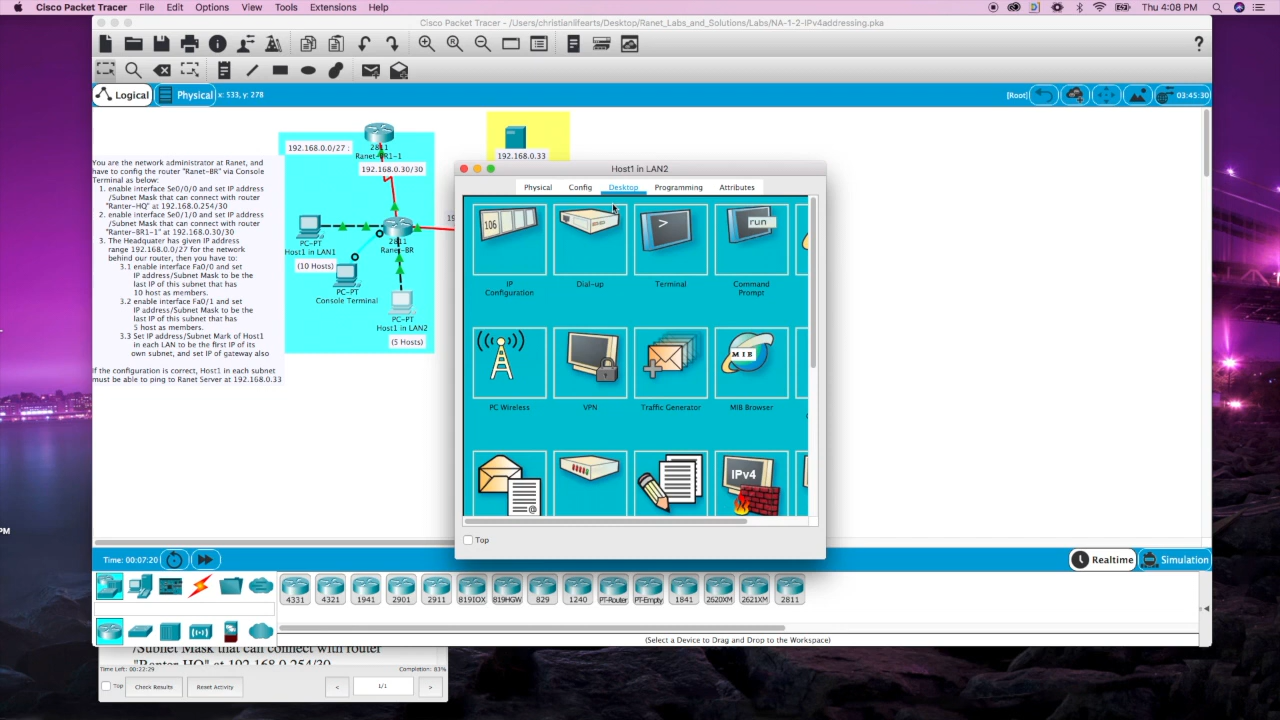 Cisco Packet Tracer File Edit Options View Tools Extensions Help
Thu 4:08 PM
Cisco Packet Tracer - /Users/christianlifearts/Desktop/Ranet_Labs_and_Solutions/Labs/NA-1-2-IPv4addressing.pka
Logical Physical x: 533, y: 278
[Root] 03:45:30
You are the network administrator at Ranet, and
have to config the router "Ranet-BR" via Console
Terminal as below:
1. enable interface Se0/0/0 and set IP address
/Subnet Mask that can connect with router
"Ranter-HQ" at 192.168.0.254/30
2. enable interface Se0/1/0 and set IP address
/Subnet Mask that can connect with router
"Ranet-BR1-1" at 192.168.0.30/30
3. The Headquater has given IP address
range 192.168.0.0/27 for the network
behind our router, then you have to:
3.1 enable interface Fa0/0 and set
IP address/Subnet Mask to be the
last IP of this subnet that has
10 host as members.
3.2 enable interface Fa0/1 and set
IP address/Subnet Mask to be the
last IP of this subnet that has
5 host as members.
3.3 Set IP address/Subnet Mark of Host1
in each LAN to be the first IP of its
own subnet, and set IP of gateway also
If the configuration is correct, Host1 in each subnet
must be able to ping to Ranet Server at 192.168.0.33
192.168.0.0/27 :
2811
Ranet-BR1-1
192.168.0.30/30
PC-PT
Host1 in LAN1
(10 Hosts)
2811
Ranet-BR
PC-PT
Console Terminal
PC-PT
Host1 in LAN2
(5 Hosts)
192.168.0.33
19
Host1 in LAN2
Physical Config Desktop Programming Attributes
106
>
run
IP
Configuration
Dial-up
Terminal
Command
Prompt
MIB
PC Wireless
VPN
Traffic Generator
MIB Browser
@
IPv4
Top
PM
Time: 00:07:20
Realtime Simulation
4331 4321 1941 2901 2911 819IOX 819HGW 829 1240 PT-Router PT-Empty 1841 2620XM 2621XM 2811
(Select a Device to Drag and Drop to the Workspace)
/Subnet Mask that can connect with router
"Ranter-HQ" at 192.168.0.254/30
Time Left: 00:22:29 Completion: 83%
Top Check Results Reset Activity < 1/1 >